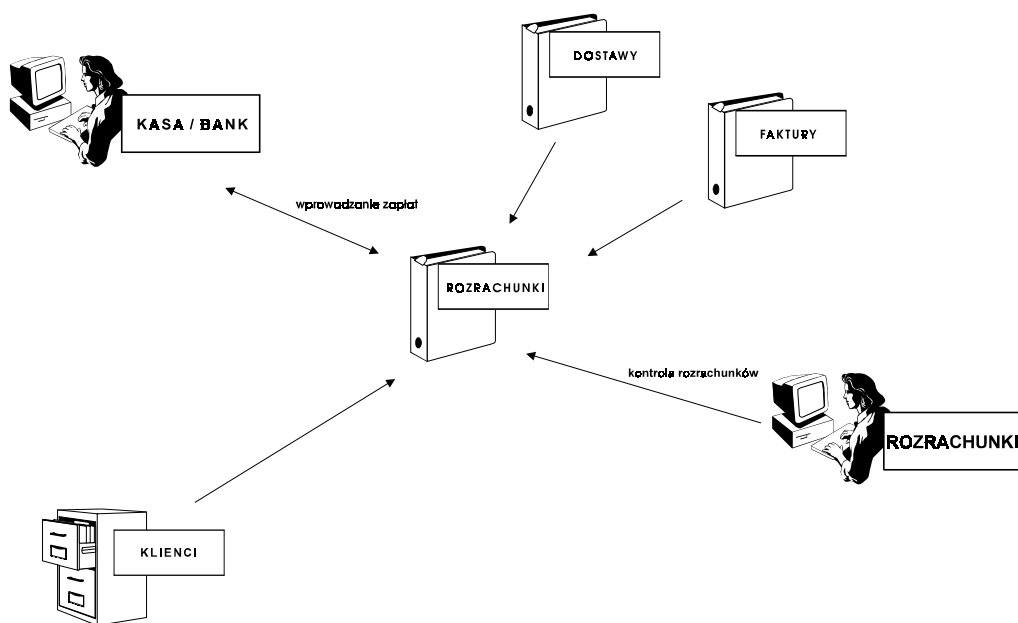 DOSTAWY
KASA / BANK
FAKTURY
wprowadzanie zapłat
ROZRACHUNKI
kontrola rozrachunków
ROZRACHUNKI
KLIENCI